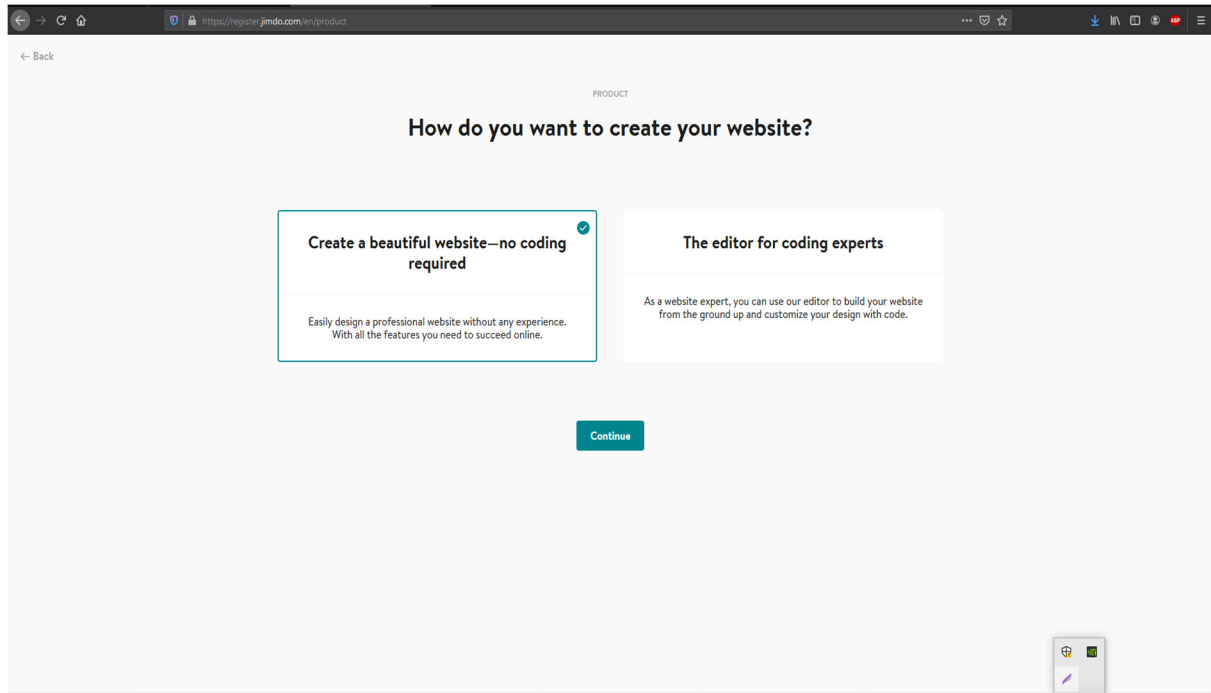 https://register.jimdo.com/en/product
ABP
← Back
PRODUCT
How do you want to create your website?
Create a beautiful website—no coding
required
Easily design a professional website without any experience.
With all the features you need to succeed online.
The editor for coding experts
As a website expert, you can use our editor to build your website
from the ground up and customize your design with code.
Continue